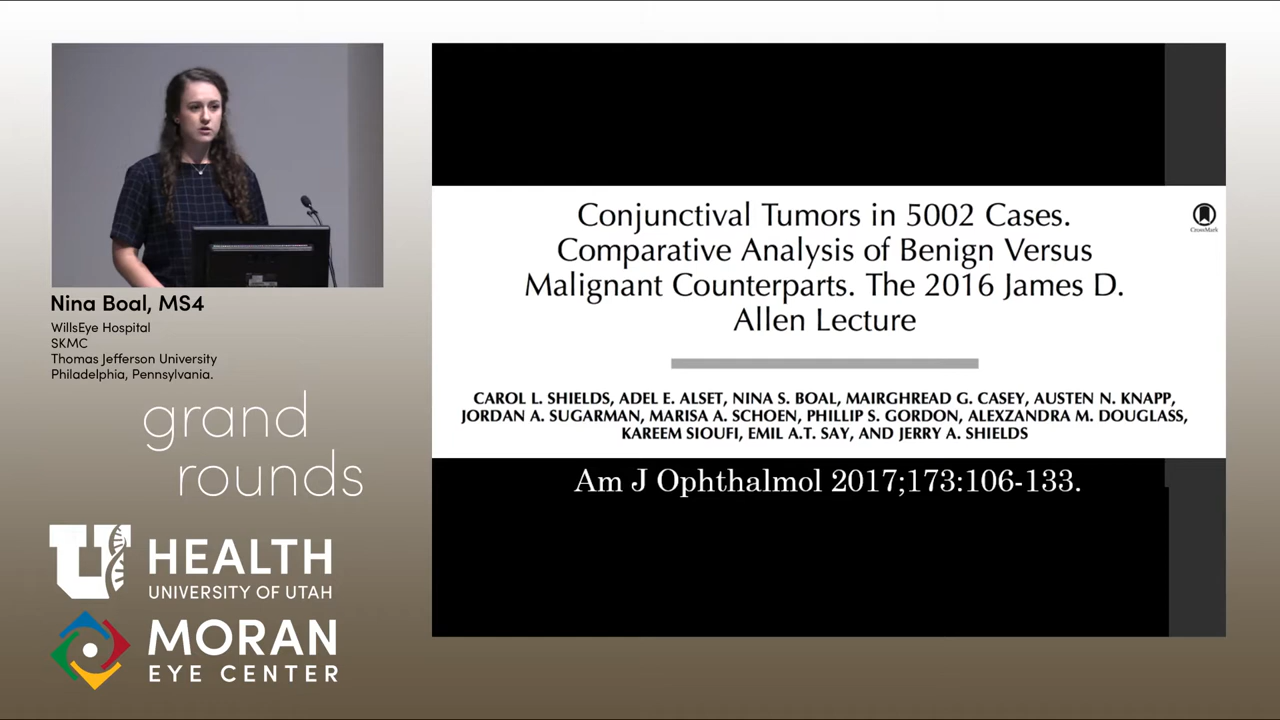 Nina Boal, MS4
WillsEye Hospital
SKMC
Thomas Jefferson University
Philadelphia, Pennsylvania.
grand
rounds
U HEALTH
UNIVERSITY OF UTAH
MORAN
EYE CENTER
Conjunctival Tumors in 5002 Cases.
Comparative Analysis of Benign Versus
Malignant Counterparts. The 2016 James D.
Allen Lecture
CrossMark
CAROL L. SHIELDS, ADEL E. ALSET, NINA S. BOAL, MAIRGHREAD G. CASEY, AUSTEN N. KNAPP,
JORDAN A. SUGARMAN, MARISA A. SCHOEN, PHILLIP S. GORDON, ALEXZANDRA M. DOUGLASS,
KAREEM SIOUFI, EMIL A.T. SAY, AND JERRY A. SHIELDS
Am J Ophthalmol 2017;173:106-133.